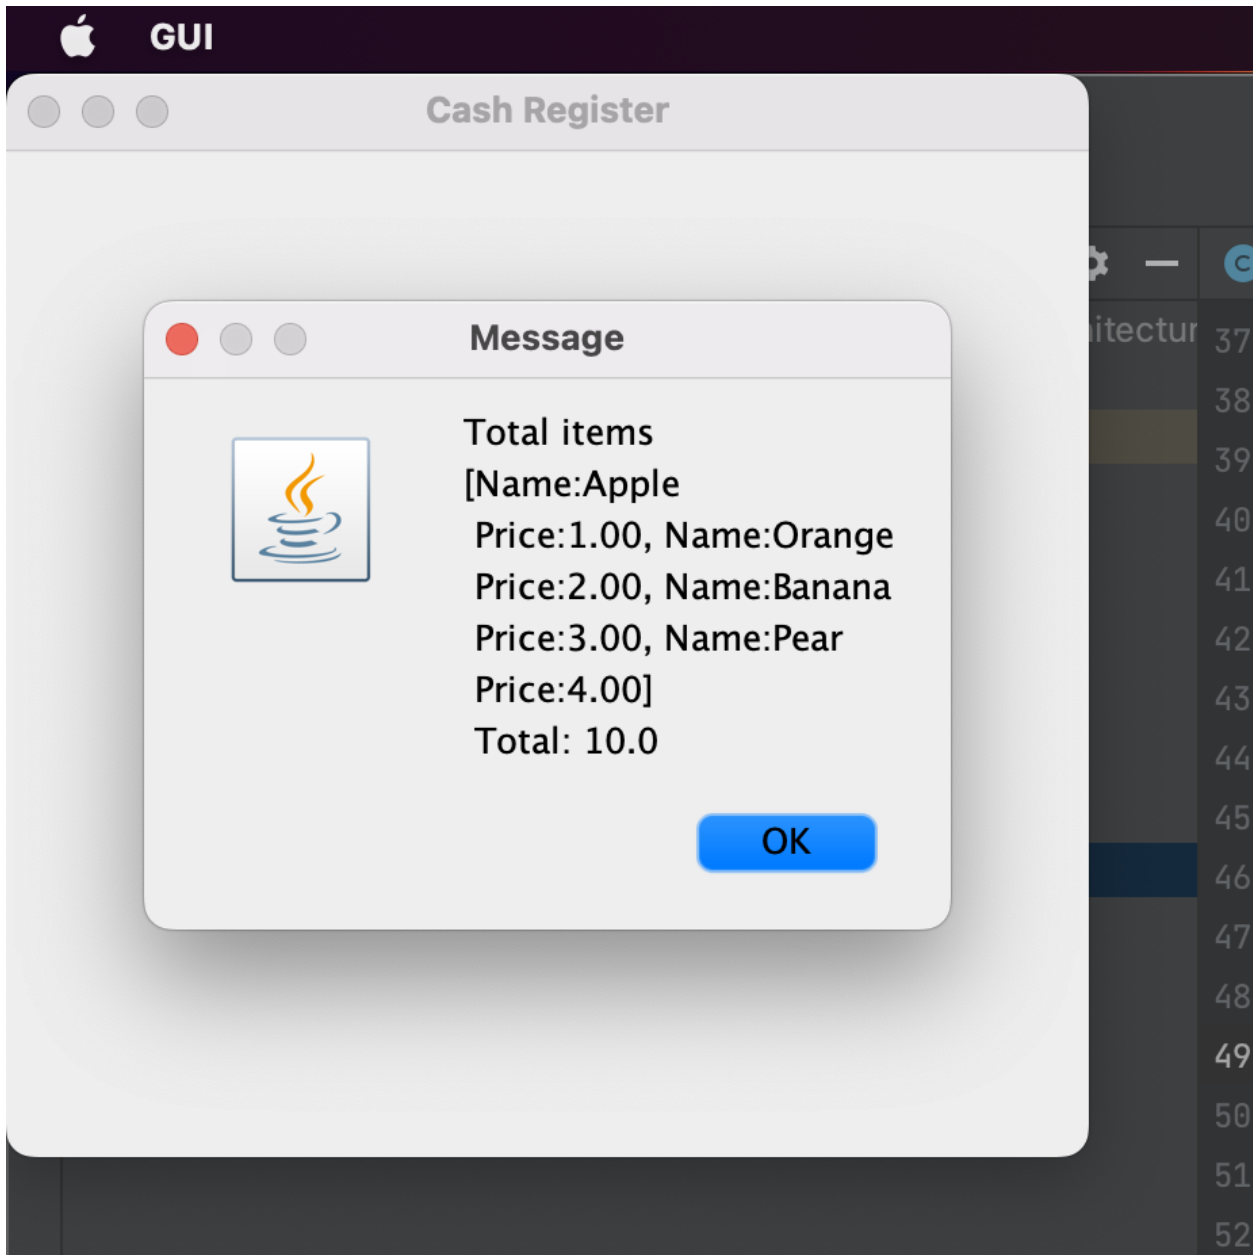 GUI
Cash Register
Message
Total items
[Name:Apple
Price:1.00, Name:Orange
Price:2.00, Name:Banana
Price:3.00, Name:Pear
Price:4.00]
Total: 10.0
OK
C
itectur
37
38
39
40
41
42
43
44
45
46
47
48
49
50
51
52